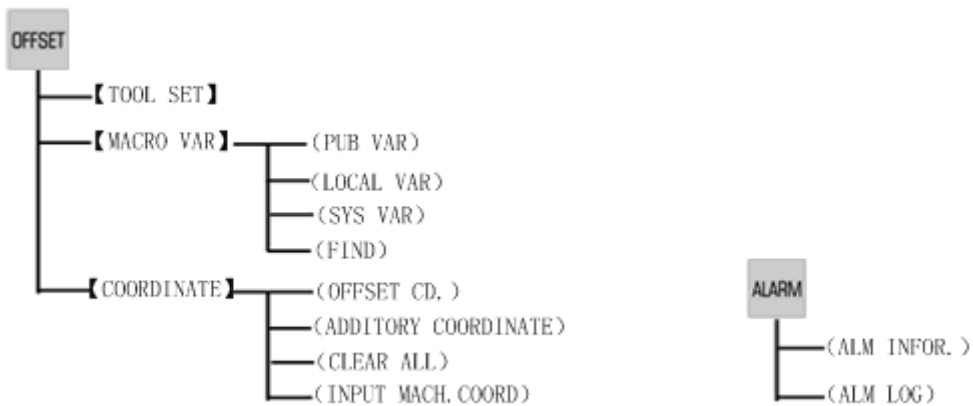 OFFSET
【TOOL SET】
【MACRO VAR】
(PUB VAR)
(LOCAL VAR)
(SYS VAR)
(FIND)
【COORDINATE】
(OFFSET CD.)
(ADDITORY COORDINATE)
(CLEAR ALL)
(INPUT MACH.COORD)
ALARM
(ALM INFOR.)
(ALM LOG)